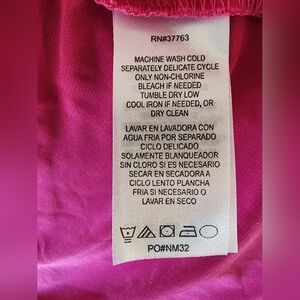 RN#37763
MACHINE WASH COLD
SEPARATELY DELICATE CYCLE
ONLY NON-CHLORINE
BLEACH IF NEEDED
TUMBLE DRY LOW
COOL IRON IF NEEDED, OR
DRY CLEAN
LAVAR EN LAVADORA CON
AGUA FRIA POR SEPARADO
CICLO DELICADO
SOLAMENTE BLANQUEADOR
SIN CLORO SI ES NECESARIO
SECAR EN SECADORA A
CICLO LENTO PLANCHA
FRIA SI NECESARIO O
LAVAR EN SECO
PO#NM32